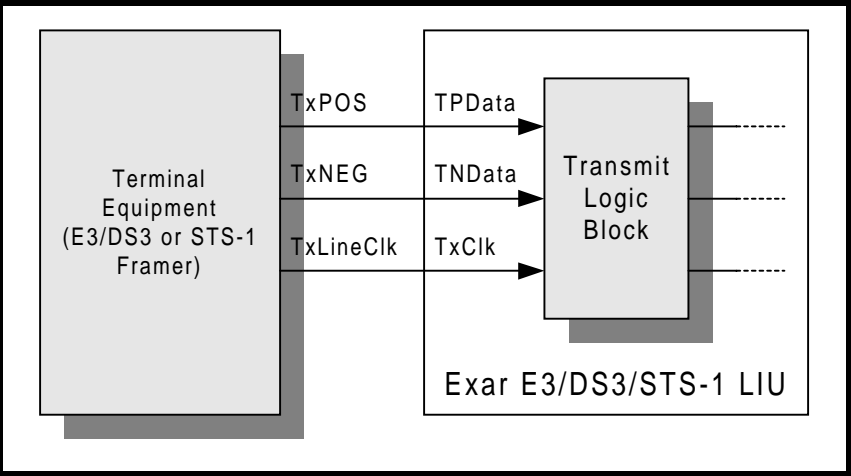 Terminal
Equipment
(E3/DS3 or STS-1
Framer)
TxPOS
TPData
TxNEG
TNData
TxLineClk
TxClk
Transmit
Logic
Block
Exar E3/DS3/STS-1 LIU